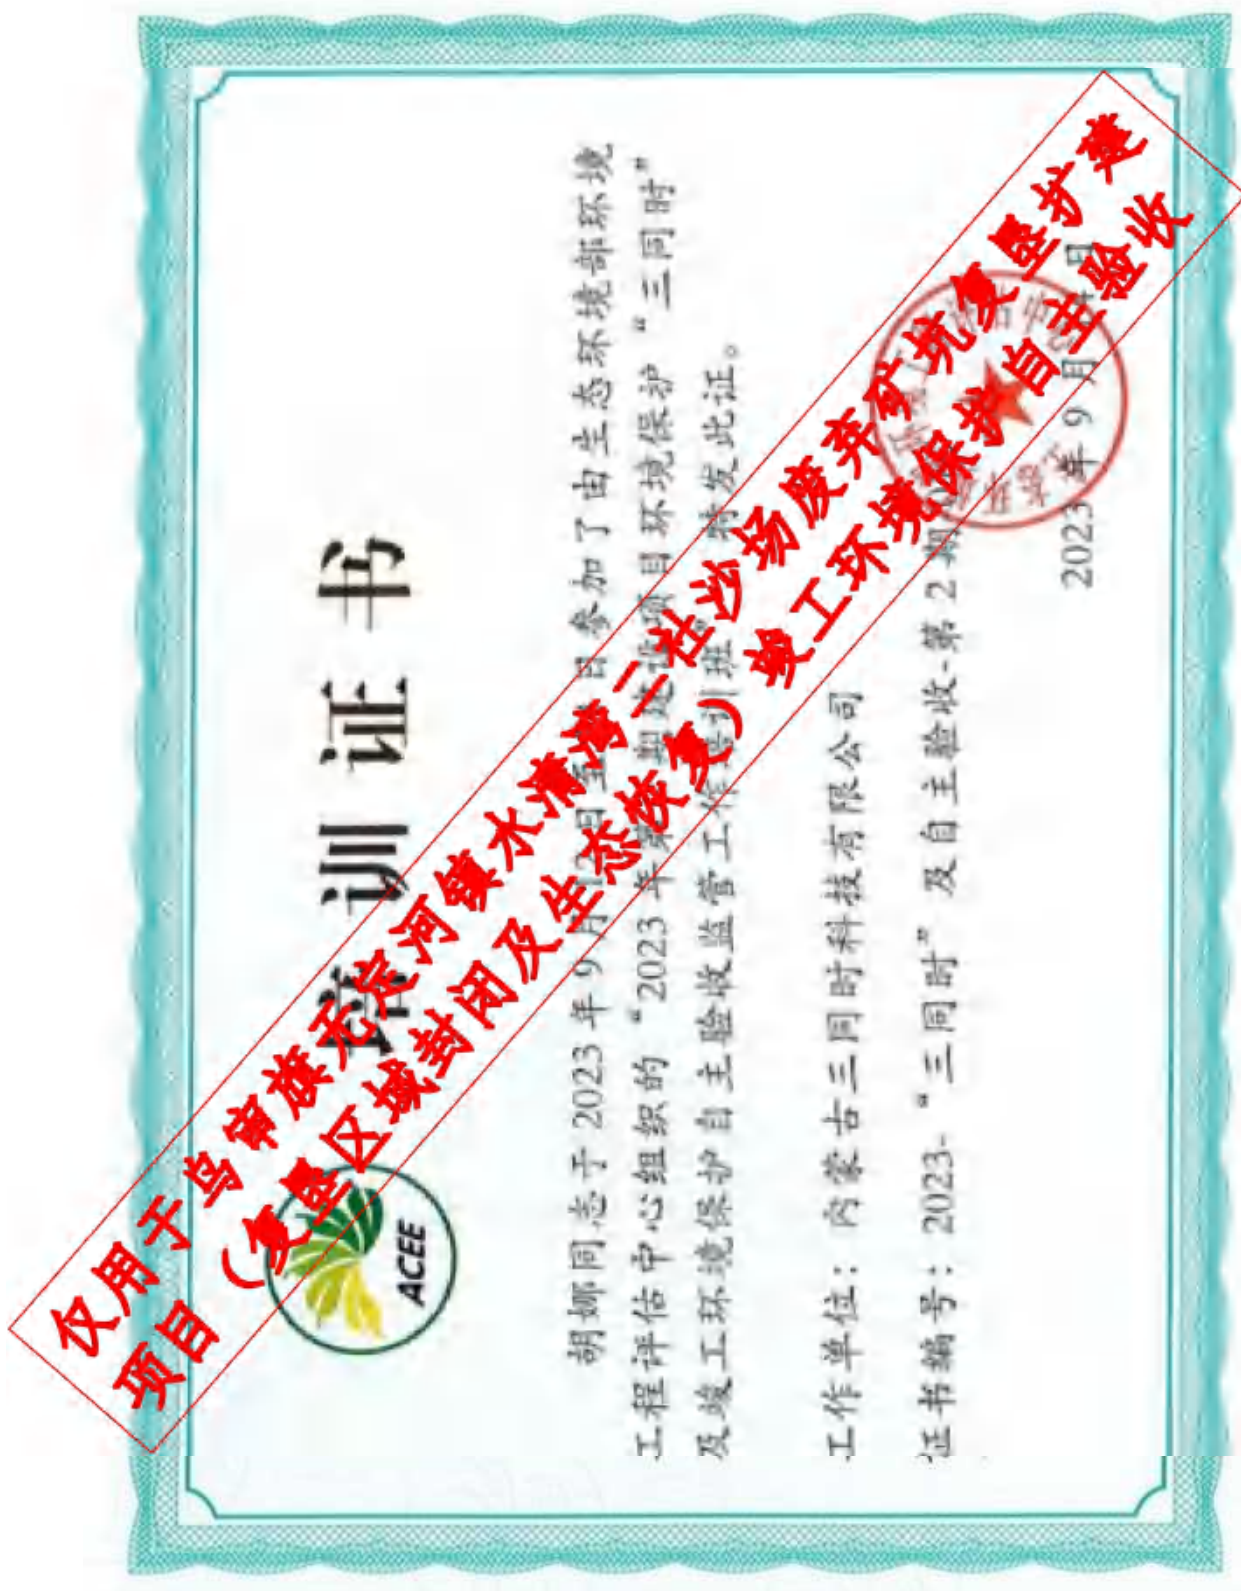 培训证书
ACEE
胡娜同志于2023年9月12日至 日参加了由生态环境部环境
工程评估中心组织的“2023年第 期建设项目环境保护“三同时”
及竣工环境保护自主验收监管工作培训班” 特发此证。
工作单位：内蒙古三同时科技有限公司
证书编号：2023-“三同时”及自主验收-第2期
2023年9月 日
仅用于乌审旗无定河镇水清湾二社沙场废弃矿坑复垦扩建
项目（复垦区域封闭及生态恢复）竣工环境保护自主验收